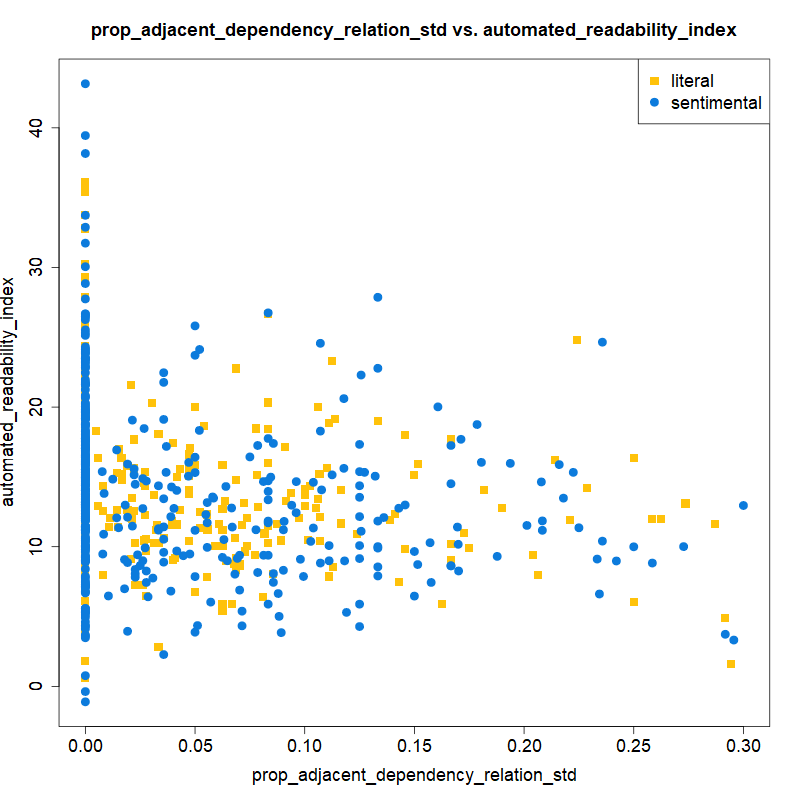 prop_adjacent_dependency_relation_std vs. automated_readability_index
literal
sentimental
automated_readability_index
40
30
20
10
0
0.00 0.05 0.10 0.15 0.20 0.25 0.30
prop_adjacent_dependency_relation_std